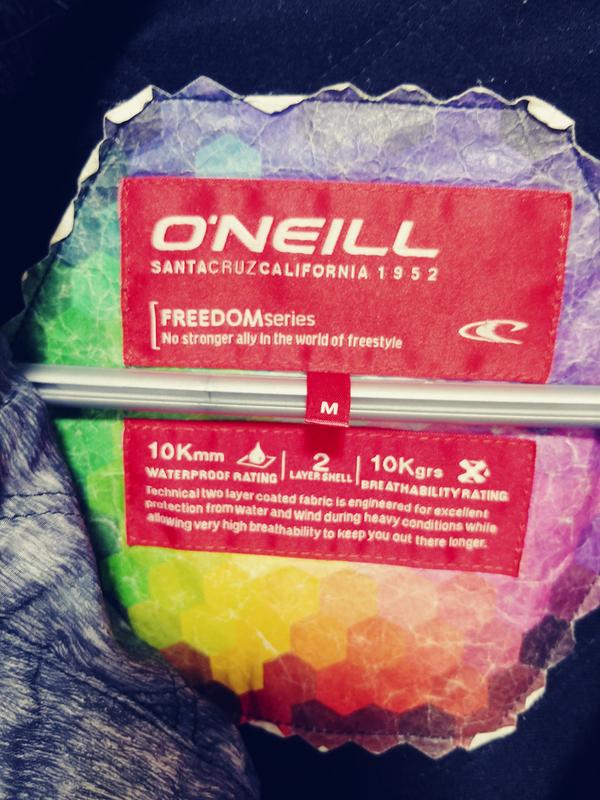 O'NEILL
SANTACRUZCALIFORNIA 1952
FREEDOMseries
No stronger ally in the world of freestyle
M
10Kmm
WATERPROOF RATING
2
LAYER SHELL
10Kgrs
BREATHABILITY RATING
Technical two layer coated fabric is engineered for excellent
protection from water and wind during heavy conditions while
allowing very high breathability to keep you out there longer.